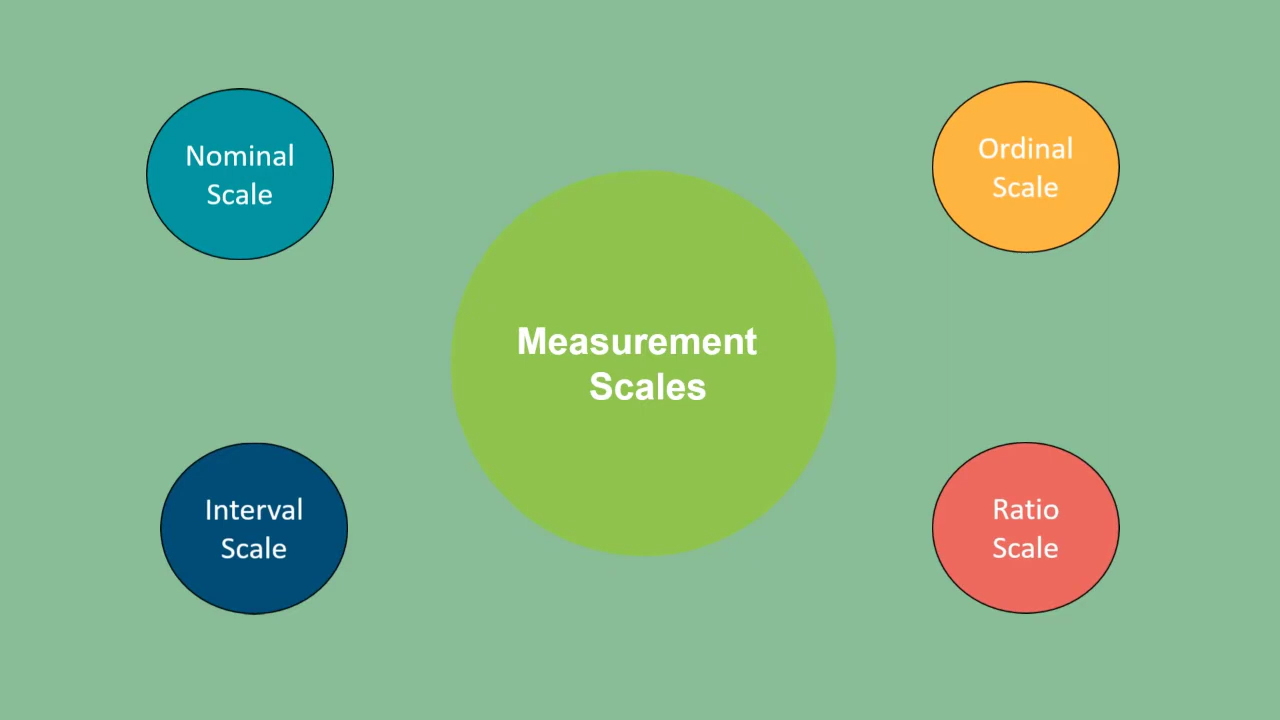 Nominal
Scale
Ordinal
Scale
Measurement
Scales
Interval
Scale
Ratio
Scale